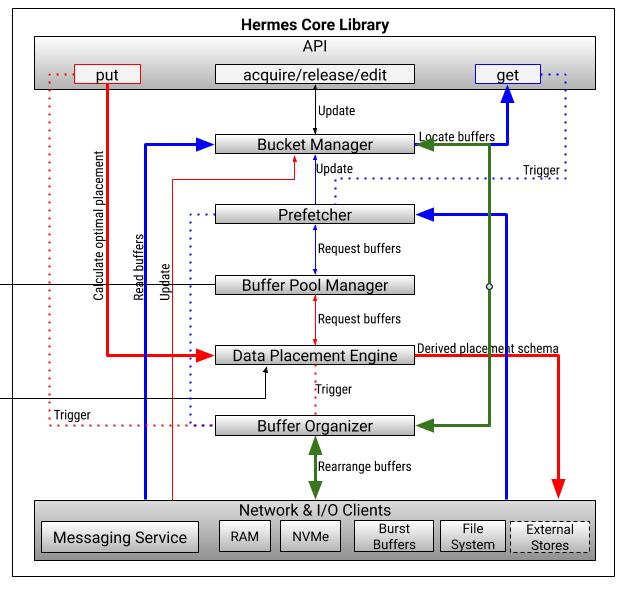 Hermes Core Library
API
put
acquire/release/edit
get
Update
Locate buffers
Bucket Manager
Update
Trigger
Calculate optimal placement
Read buffers
Update
Prefetcher
Request buffers
Buffer Pool Manager
Request buffers
Derived placement schema
Data Placement Engine
Trigger
Trigger
Buffer Organizer
Rearrange buffers
Network & I/O Clients
Messaging Service
RAM
NVMe
Burst
Buffers
File
System
External
Stores